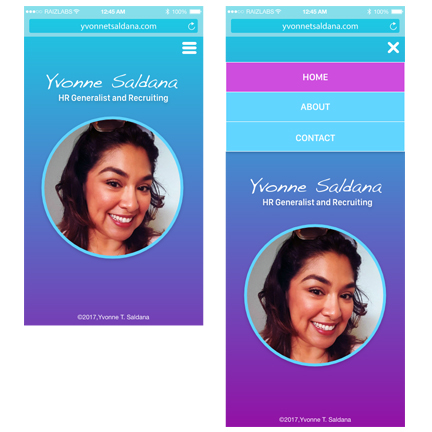 RAIZLABS 12:45 AM 100%
yvonnetsaldana.com
Yvonne Saldana
HR Generalist and Recruiting
©2017,Yvonne T. Saldana
RAIZLABS 12:45 AM 100%
yvonnetsaldana.com
HOME
ABOUT
CONTACT
Yvonne Saldana
HR Generalist and Recruiting
©2017,Yvonne T. Saldana